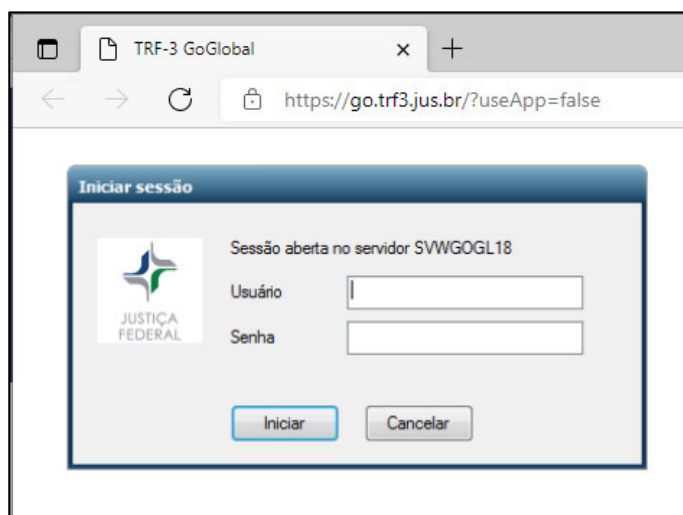 TRF-3 GoGlobal
https://go.trf3.jus.br/?useApp=false
Iniciar sessão
Sessão aberta no servidor SVWGOGL18
Usuário
JUSTIÇA
FEDERAL
Senha
Iniciar Cancelar